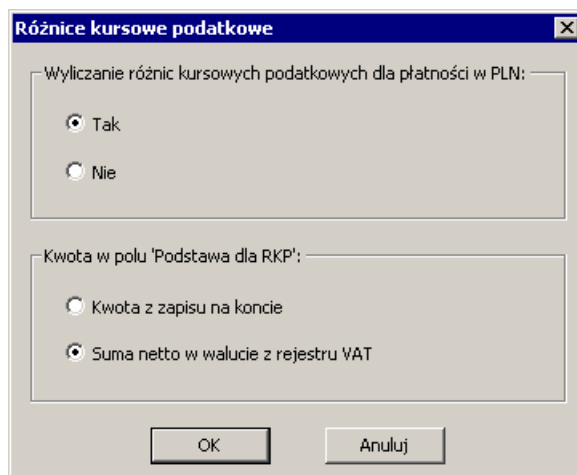 Różnice kursowe podatkowe
Wyliczanie różnic kursowych podatkowych dla płatności w PLN:
Tak
Nie
Kwota w polu 'Podstawa dla RKP':
Kwota z zapisu na koncie
Suma netto w walucie z rejestru VAT
OK
Anuluj